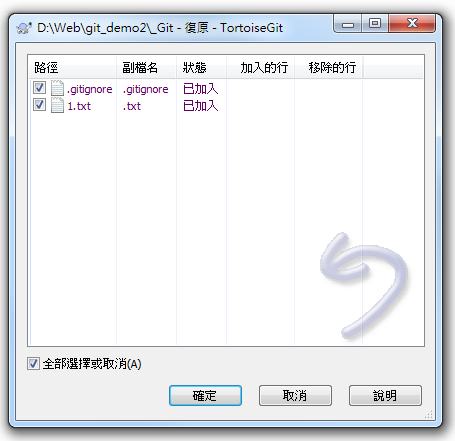 D:\Web\git_demo2\_Git - 復原 - TortoiseGit
路徑 副檔名 狀態 加入的行 移除的行
.gitignore .gitignore 已加入
1.txt .txt 已加入
全部選擇或取消(A)
確定 取消 說明